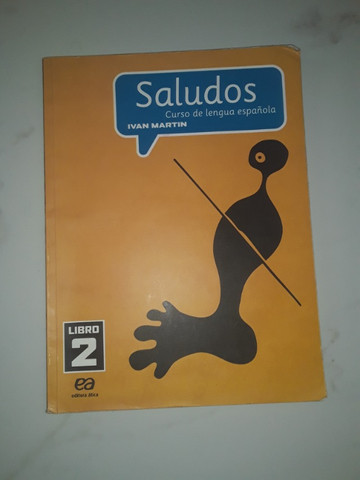 Saludos
Curso de lengua española
IVAN MARTIN
LIBRO
2
ea
editora ática